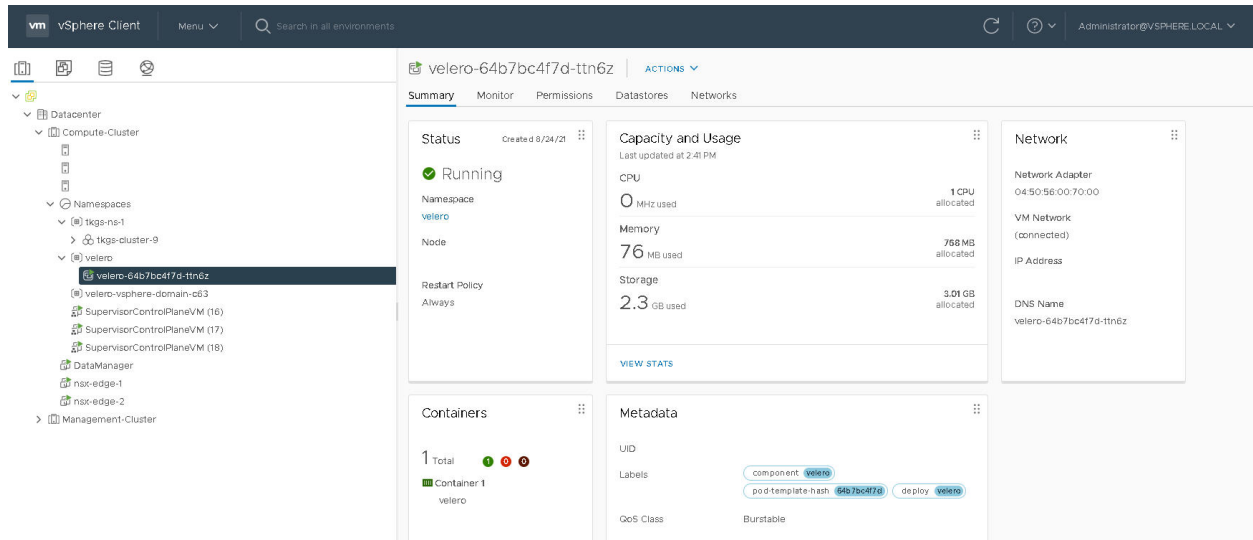 vm vSphere Client Menu Search in all environments Administrator@VSPHERE.LOCAL
Datacenter
Compute-Cluster
Namespaces
tkgs-ns-1
tkgs-cluster-9
velero
velero-64b7bc4f7d-ttn6z
velero-vsphere-domain-c63
SupervisorControlPlaneVM (16)
SupervisorControlPlaneVM (17)
SupervisorControlPlaneVM (18)
DataManager
nsx-edge-1
nsx-edge-2
Management-Cluster
velero-64b7bc4f7d-ttn6z ACTIONS
Summary Monitor Permissions Datastores Networks
Status Created 8/24/21
Running
Namespace
velero
Node
Restart Policy
Always
Capacity and Usage
Last updated at 2:41 PM
CPU
0 MHz used 1 CPU allocated
Memory
76 MB used 768 MB allocated
Storage
2.3 GB used 3.01 GB allocated
VIEW STATS
Network
Network Adapter
04:50:56:00:70:00
VM Network
(connected)
IP Address
DNS Name
velero-64b7bc4f7d-ttn6z
Containers
1 Total 1 0 0
Container 1
velero
Metadata
UID
Labels component velero
pod-template-hash 64b7bc4f7d deploy velero
QoS Class Burstable